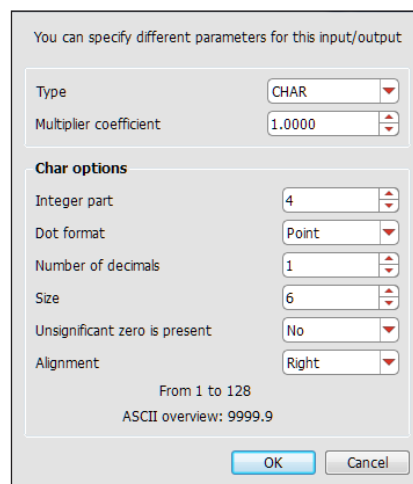 You can specify different parameters for this input/output
Type CHAR
Multiplier coefficient 1.0000
Char options
Integer part 4
Dot format Point
Number of decimals 1
Size 6
Unsignificant zero is present No
Alignment Right
From 1 to 128
ASCII overview: 9999.9
OK Cancel